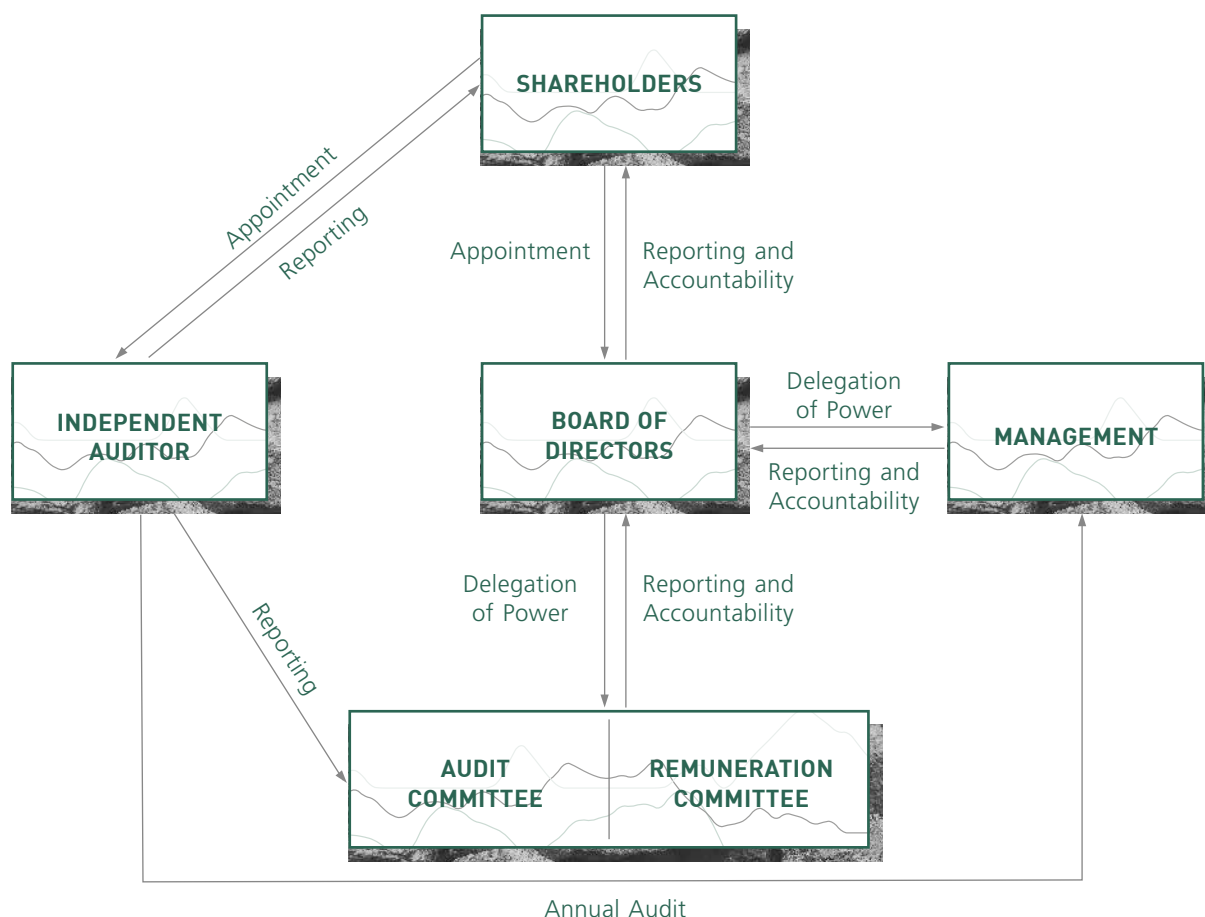 SHAREHOLDERS
Appointment
Reporting
Appointment
Reporting and
Accountability
INDEPENDENT
AUDITOR
BOARD OF
DIRECTORS
Delegation
of Power
Reporting and
Accountability
MANAGEMENT
Reporting
Delegation
of Power
Reporting and
Accountability
AUDIT
COMMITTEE
REMUNERATION
COMMITTEE
Annual Audit